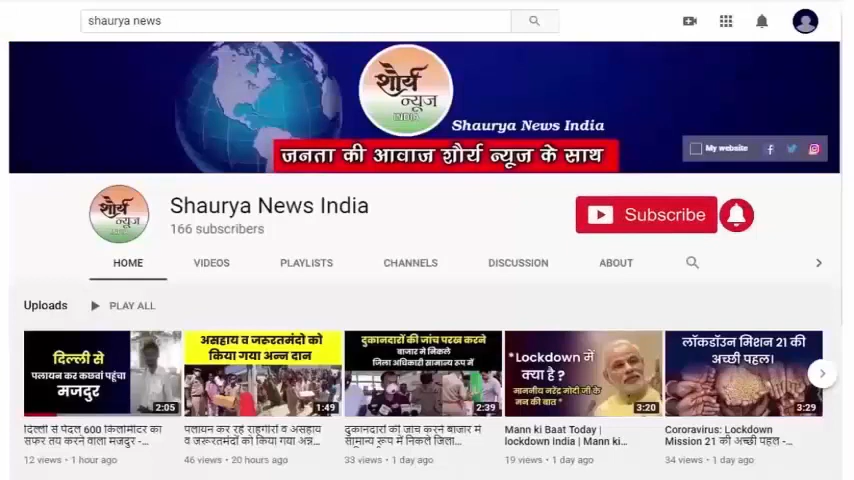 shaurya news
शौर्य
न्यूज
INDIA
Shaurya News India
जनता की आवाज शौर्य न्यूज के साथ
My website
शौर्य
न्यूज
Shaurya News India
166 subscribers
Subscribe
HOME VIDEOS PLAYLISTS CHANNELS DISCUSSION ABOUT
Uploads PLAY ALL
दिल्ली से
पलायन कर कछवां पहुंचा
मजदुर
2:05
असहाय व जरूरतमंदो को
किया गया अन्न दान
1:49
दुकानदारों की जांच परख करने
बाजार मे निकले
जिला अधिकारी सामान्य रूप में
2:39
"Lockdown में
क्या है ?
माननीय नरेंद्र मोदी जी के
मन की बात"
3:20
लॉकडॉउन मिशन 21 की
अच्छी पहल।
3:29
दिल्ली से पैदल 600 किलोमीटर का
सफर तय करने वाला मजदुर -...
12 views • 1 hour ago
पलायन कर रहे राहगीरों व असहाय
व जरूरतमंदों को किया गया अन्न...
46 views • 20 hours ago
दुकानदारों की जांच करने बाजार में
सामान्य रूप में निकले जिला...
33 views • 1 day ago
Mann ki Baat Today |
lockdown India | Mann ki...
19 views • 1 day ago
Cororavirus: Lockdown
Mission 21 की अच्छी पहल -...
34 views • 1 day ago